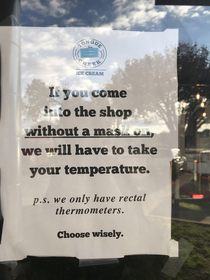 TONGUE
ICE CREAM
If you come
into the shop
without a mask on,
we will have to take
your temperature.
p.s. we only have rectal
thermometers.
Choose wisely.